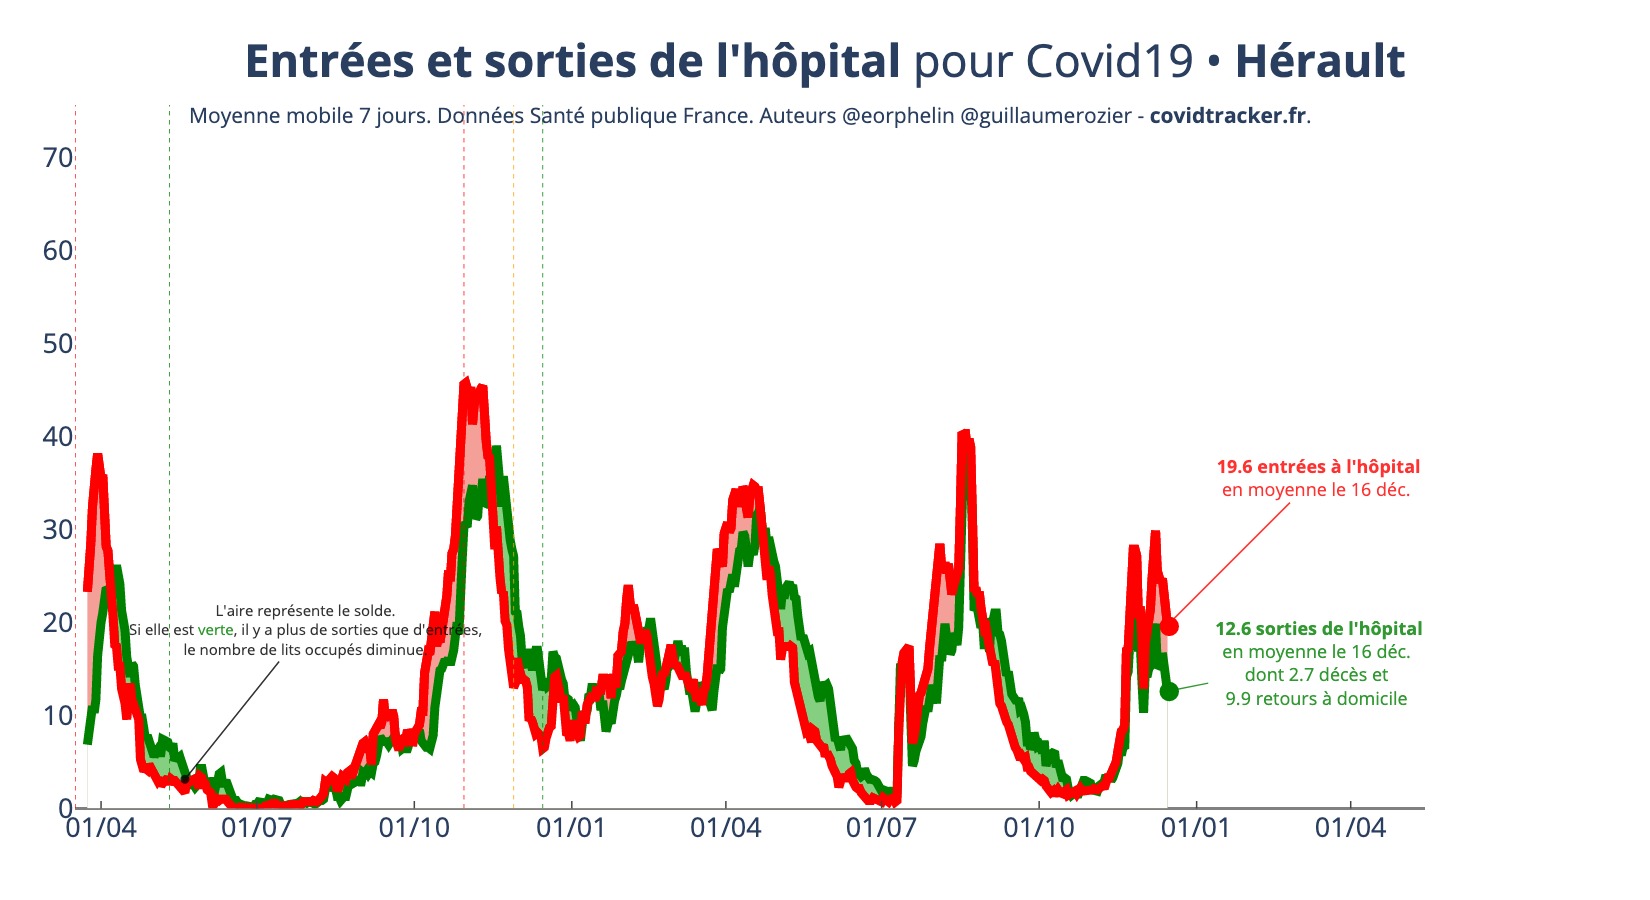 Entrées et sorties de l'hôpital pour Covid19 • Hérault
Moyenne mobile 7 jours. Données Santé publique France. Auteurs @eorphelin @guillaumerozier - covidtracker.fr.
70
60
50
40
30
20
10
0
19.6 entrées à l'hôpital
en moyenne le 16 déc.
L'aire représente le solde.
Si elle est verte, il y a plus de sorties que d'entrées,
le nombre de lits occupés diminue.
12.6 sorties de l'hôpital
en moyenne le 16 déc.
dont 2.7 décès et
9.9 retours à domicile
01/04 01/07 01/10 01/01 01/04 01/07 01/10 01/01 01/04